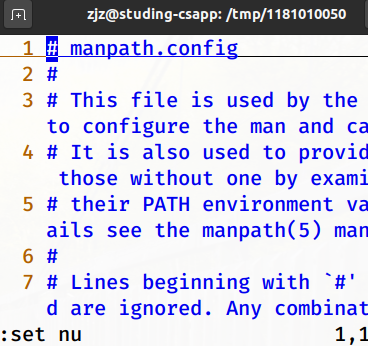 zjz@studing-csapp: /tmp/1181010050
1 # manpath.config
2 #
3 # This file is used by the
to configure the man and ca
4 # It is also used to provid
those without one by exami
5 # their PATH environment va
ails see the manpath(5) man
6 #
7 # Lines beginning with `#'
d are ignored. Any combinat
:set nu 1,1